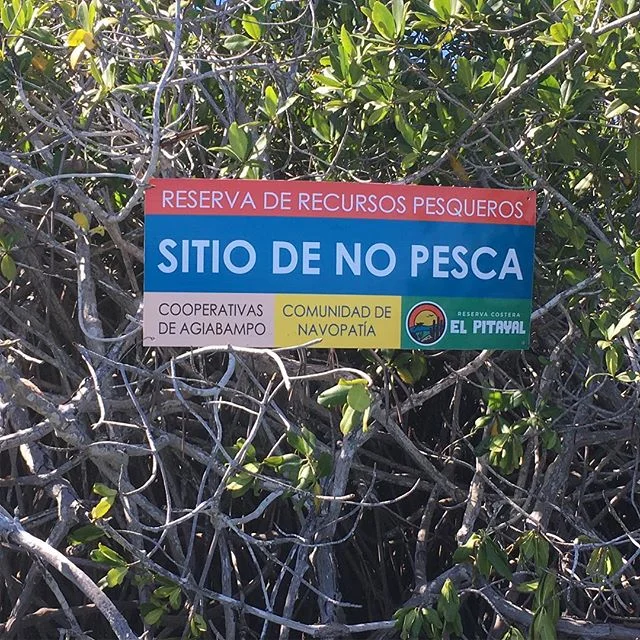 RESERVA DE RECURSOS PESQUEROS
SITIO DE NO PESCA
COOPERATIVAS
DE AGIABAMPO
COMUNIDAD DE
NAVOPATÍA
RESERVA COSTERA
EL PITAYAL